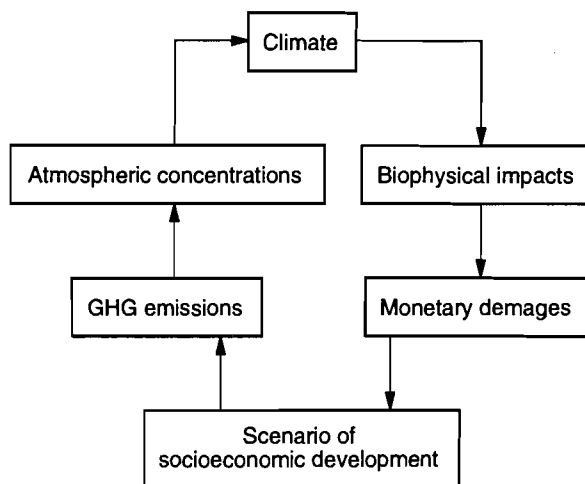 Climate
Atmospheric concentrations
Biophysical impacts
GHG emissions
Monetary demages
Scenario of
socioeconomic development